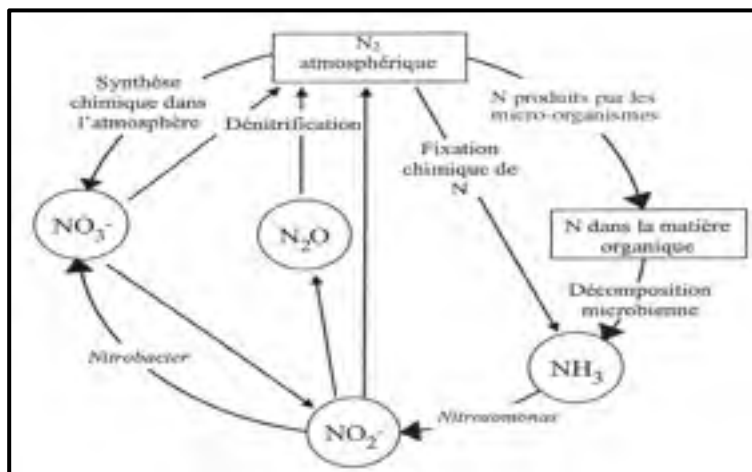 N₂
atmosphérique
Synthèse
chimique dans
l'atmosphère
Dénitrification
N produits par les
micro-organismes
Fixation
chimique de
N
NO₃⁻
N₂O
N dans la matière
organique
Décomposition
microbienne
NH₃
Nitrobacter
Nitrosomonas
NO₂⁻